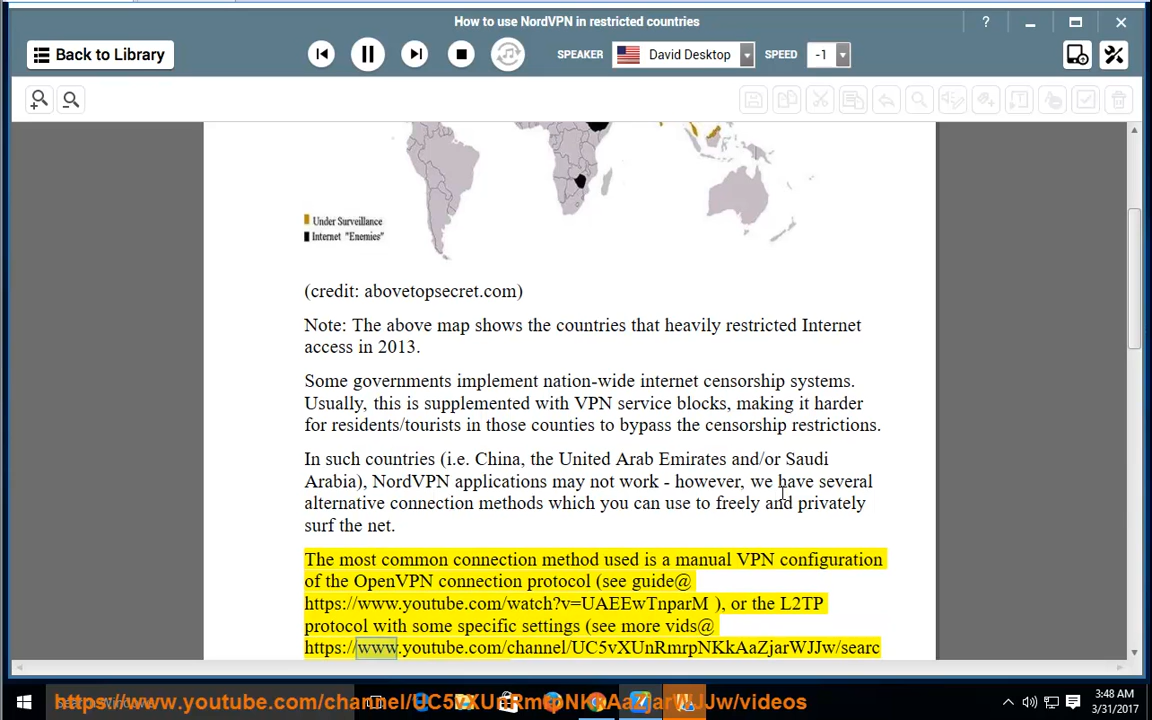 How to use NordVPN in restricted countries
Back to Library
SPEAKER
David Desktop
SPEED
-1
Under Surveillance
Internet "Enemies"
(credit: abovetopsecret.com)
Note: The above map shows the countries that heavily restricted Internet
access in 2013.
Some governments implement nation-wide internet censorship systems.
Usually, this is supplemented with VPN service blocks, making it harder
for residents/tourists in those counties to bypass the censorship restrictions.
In such countries (i.e. China, the United Arab Emirates and/or Saudi
Arabia), NordVPN applications may not work - however, we have several
alternative connection methods which you can use to freely and privately
surf the net.
The most common connection method used is a manual VPN configuration
of the OpenVPN connection protocol (see guide@
https://www.youtube.com/watch?v=UAEEwTnparM ), or the L2TP
protocol with some specific settings (see more vids@
https://www.youtube.com/channel/UC5vXUnRmrpNKkAaZjarWJJw/searc
https://www.youtube.com/channel/UC5vXUnRmrpNKkAaZjarWJJw/videos
3:48 AM
3/31/2017